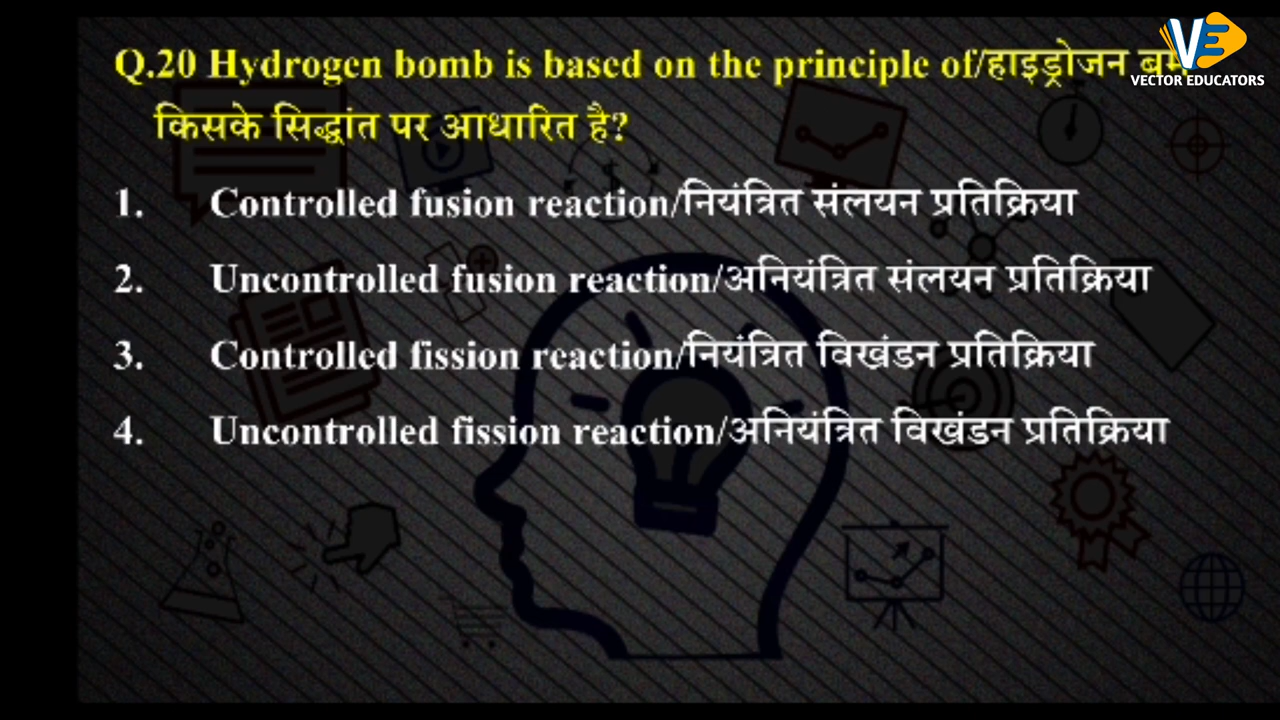 Q.20 Hydrogen bomb is based on the principle of/हाइड्रोजन बम
किसके सिद्धांत पर आधारित है?
1. Controlled fusion reaction/नियंत्रित संलयन प्रतिक्रिया
2. Uncontrolled fusion reaction/अनियंत्रित संलयन प्रतिक्रिया
3. Controlled fission reaction/नियंत्रित विखंडन प्रतिक्रिया
4. Uncontrolled fission reaction/अनियंत्रित विखंडन प्रतिक्रिया
VE
VECTOR EDUCATORS